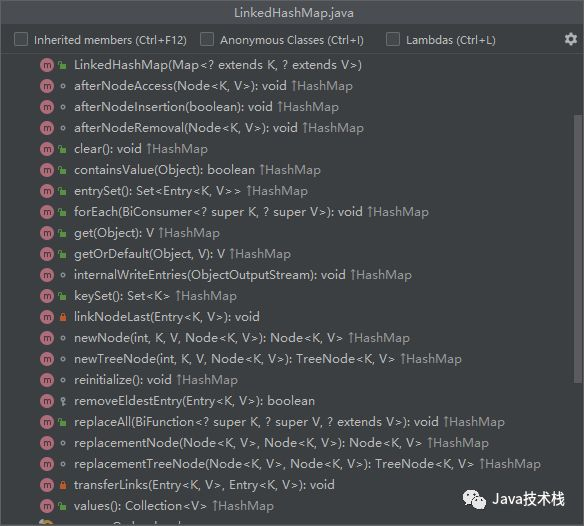 LinkedHashMap.java
Inherited members (Ctrl+F12) Anonymous Classes (Ctrl+I) Lambdas (Ctrl+L)
m LinkedHashMap(Map<? extends K, ? extends V>)
m afterNodeAccess(Node<K, V>): void ↑HashMap
m afterNodeInsertion(boolean): void ↑HashMap
m afterNodeRemoval(Node<K, V>): void ↑HashMap
m clear(): void ↑HashMap
m containsValue(Object): boolean ↑HashMap
m entrySet(): Set<Entry<K, V>> ↑HashMap
m forEach(BiConsumer<? super K, ? super V>): void ↑HashMap
m get(Object): V ↑HashMap
m getOrDefault(Object, V): V ↑HashMap
m internalWriteEntries(ObjectOutputStream): void ↑HashMap
m keySet(): Set<K> ↑HashMap
m linkNodeLast(Entry<K, V>): void
m newNode(int, K, V, Node<K, V>): Node<K, V> ↑HashMap
m newTreeNode(int, K, V, Node<K, V>): TreeNode<K, V> ↑HashMap
m reinitialize(): void ↑HashMap
m removeEldestEntry(Entry<K, V>): boolean
m replaceAll(BiFunction<? super K, ? super V, ? extends V>): void ↑HashMap
m replacementNode(Node<K, V>, Node<K, V>): Node<K, V> ↑HashMap
m replacementTreeNode(Node<K, V>, Node<K, V>): TreeNode<K, V> ↑HashMap
m transferLinks(Entry<K, V>, Entry<K, V>): void
m values(): Collection<V> ↑HashMap
Java技术栈